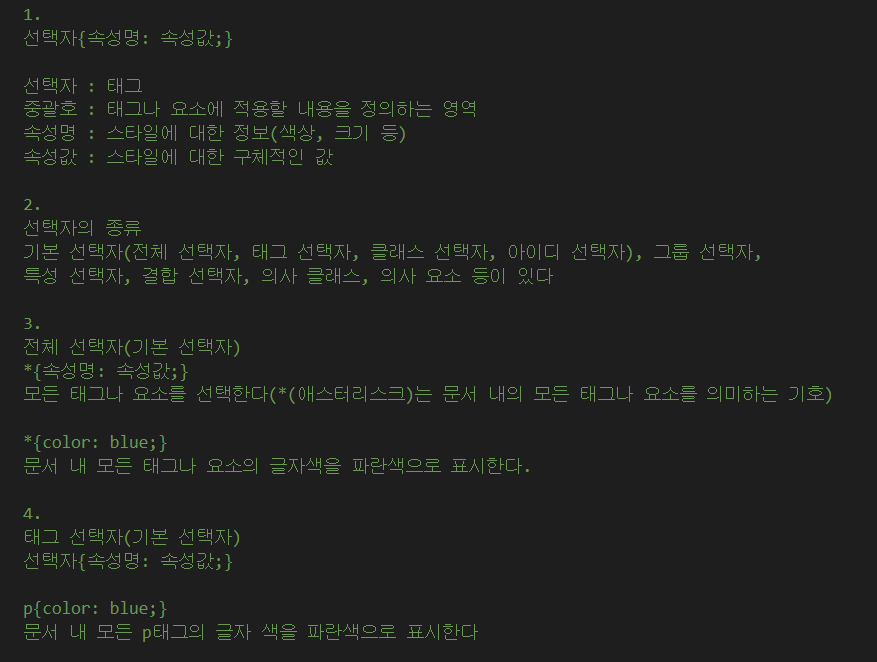 1.
선택자{속성명: 속성값;}
선택자 : 태그
중괄호 : 태그나 요소에 적용할 내용을 정의하는 영역
속성명 : 스타일에 대한 정보(색상, 크기 등)
속성값 : 스타일에 대한 구체적인 값
2.
선택자의 종류
기본 선택자(전체 선택자, 태그 선택자, 클래스 선택자, 아이디 선택자), 그룹 선택자,
특성 선택자, 결합 선택자, 의사 클래스, 의사 요소 등이 있다
3.
전체 선택자(기본 선택자)
*{속성명: 속성값;}
모든 태그나 요소를 선택한다(*(애스터리스크)는 문서 내의 모든 태그나 요소를 의미하는 기호)
*{color: blue;}
문서 내 모든 태그나 요소의 글자색을 파란색으로 표시한다.
4.
태그 선택자(기본 선택자)
선택자{속성명: 속성값;}
p{color: blue;}
문서 내 모든 p태그의 글자 색을 파란색으로 표시한다